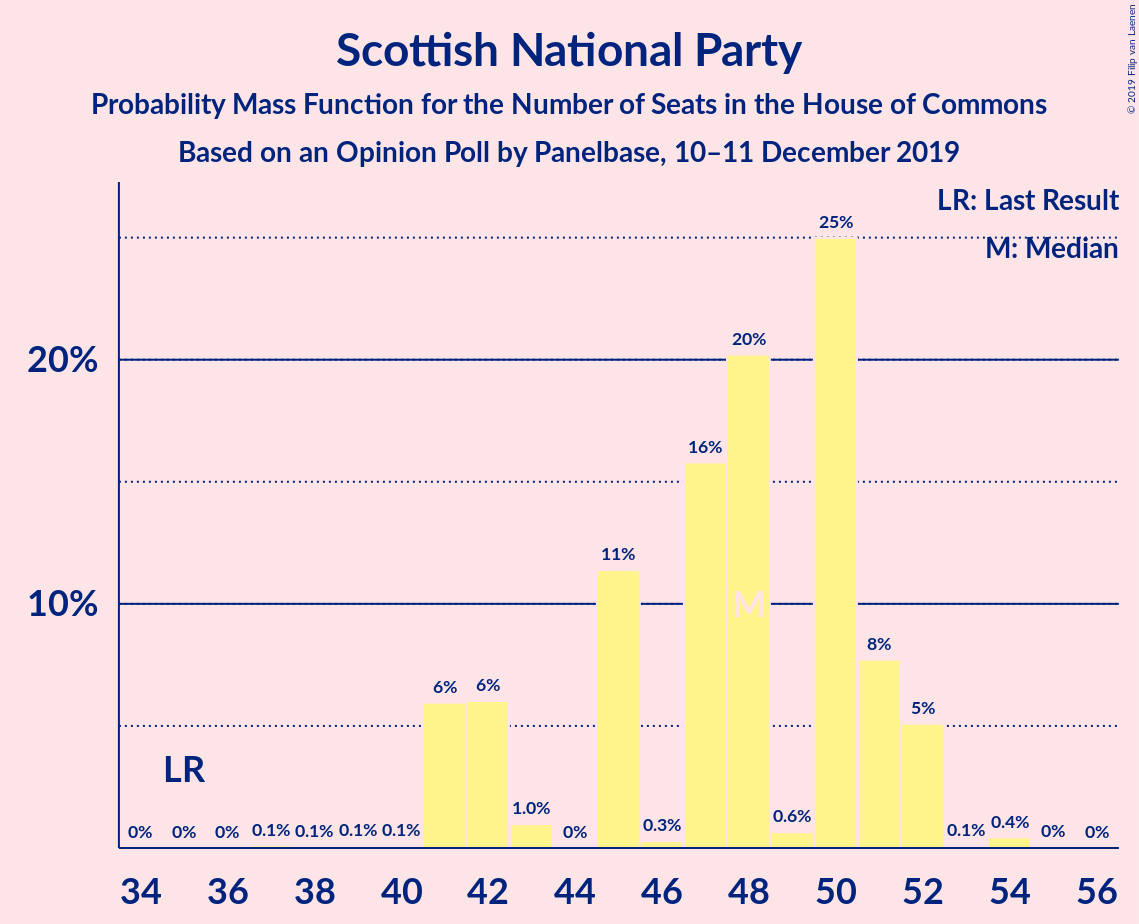 Scottish National Party
Probability Mass Function for the Number of Seats in the House of Commons
Based on an Opinion Poll by Panelbase, 10–11 December 2019
© 2019 Filip van Laenen
LR: Last Result
M: Median
25%
20%
20%
16%
11%
10%
M
8%
6%
6%
5%
LR
1.0%
0%
0%
0%
0.1%
0.1%
0.1%
0.1%
0%
0.3%
0.6%
0.1%
0.4%
0%
0%
34 36 38 40 42 44 46 48 50 52 54 56